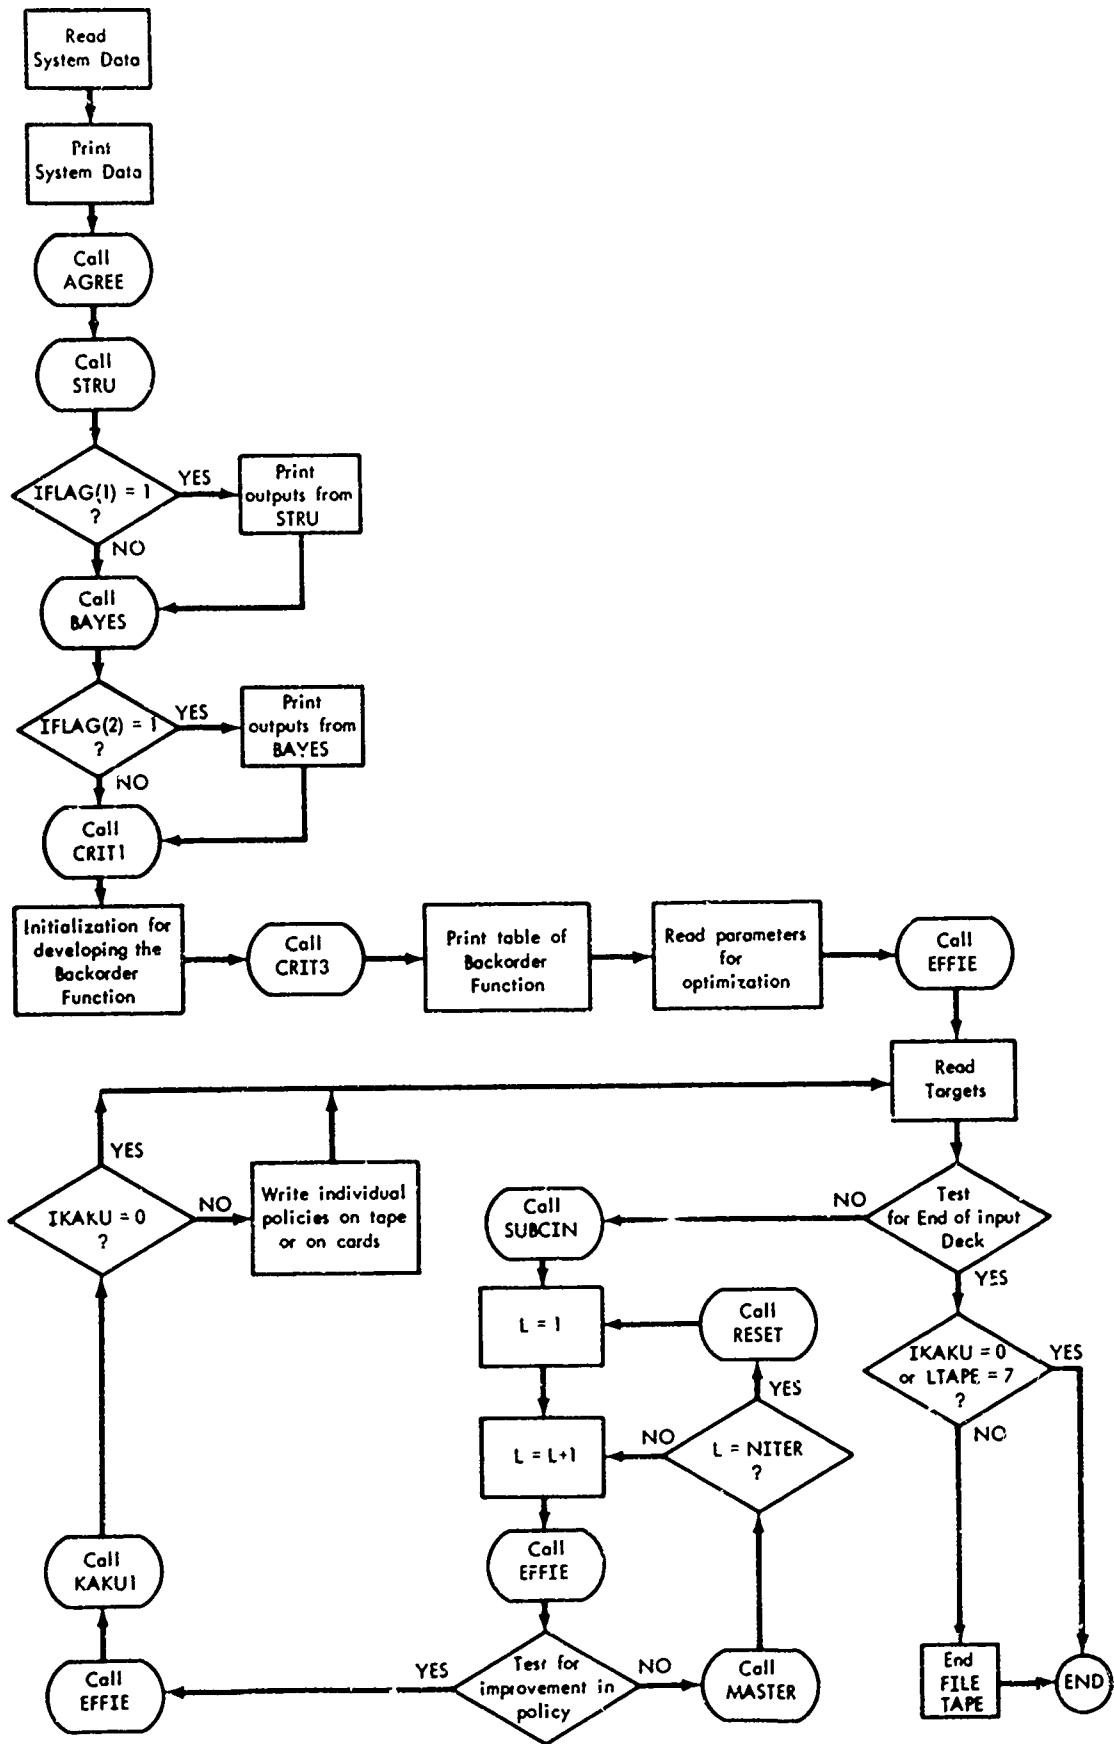 Read
System Data
Print
System Data
Call
AGREE
Call
STRU
IFLAG(1) = 1
?
YES
Print
outputs from
STRU
NO
Call
BAYES
IFLAG(2) = 1
?
YES
Print
outputs from
BAYES
NO
Call
CRIT1
Initialization for
developing the
Backorder
Function
Call
CRIT3
Print table of
Backorder
Function
Read parameters
for
optimization
Call
EFFIE
Read
Targets
YES
IKAKU = 0
?
NO
Write individual
policies on tape
or on cards
Call
SUBCIN
NO
Test
for End of input
Deck
YES
L = 1
Call
RESET
IKAKU = 0
or LTAPE = 7
?
YES
YES
L = L+1
NO
L = NITER
?
NO
Call
KAKU1
Call
EFFIE
Call
EFFIE
YES
Test for
improvement in
policy
NO
Call
MASTER
End
FILE
TAPE
END